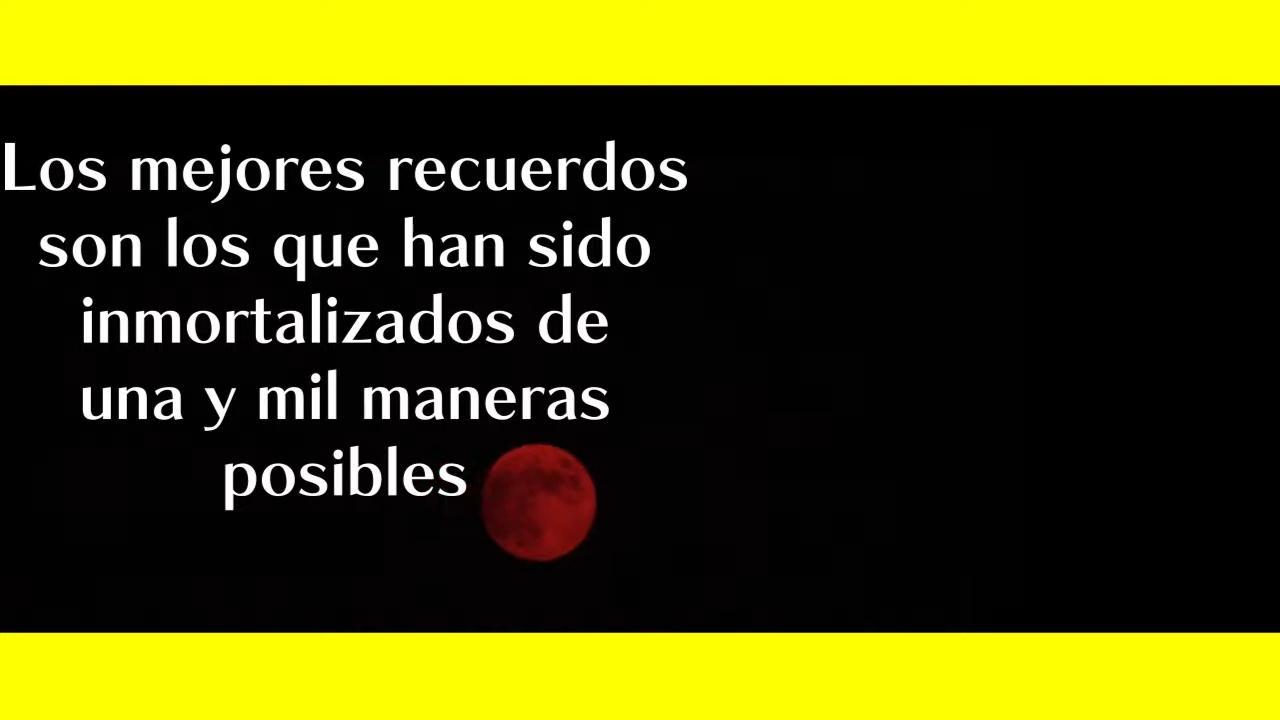 Los mejores recuerdos
son los que han sido
inmortalizados de
una y mil maneras
posibles